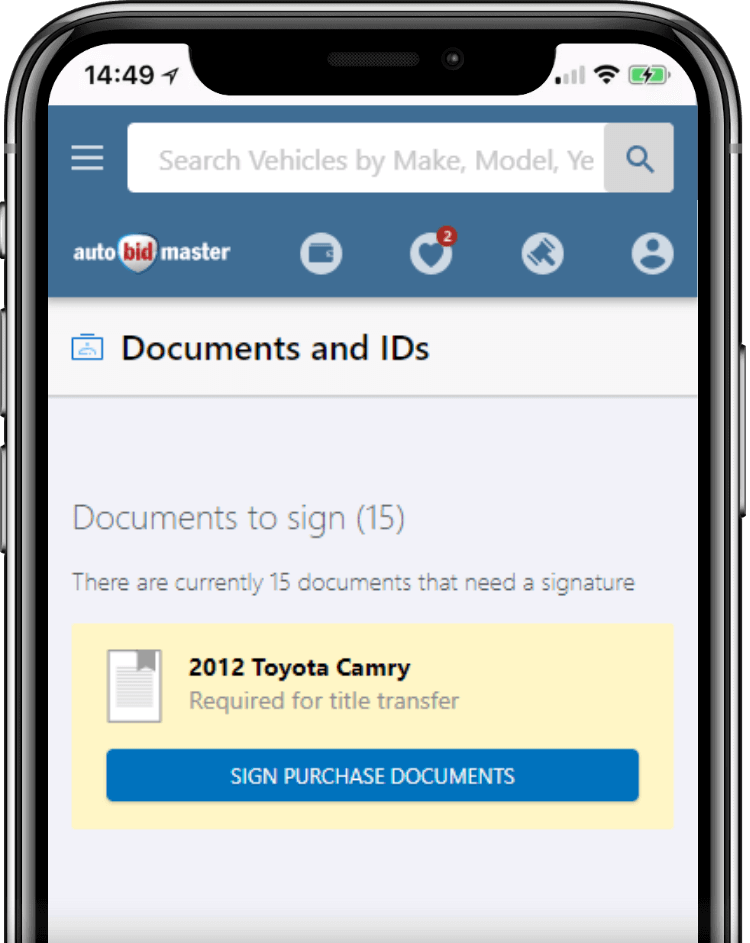 14:49
Search Vehicles by Make, Model, Ye
auto bid master
2
Documents and IDs
Documents to sign (15)
There are currently 15 documents that need a signature
2012 Toyota Camry
Required for title transfer
SIGN PURCHASE DOCUMENTS